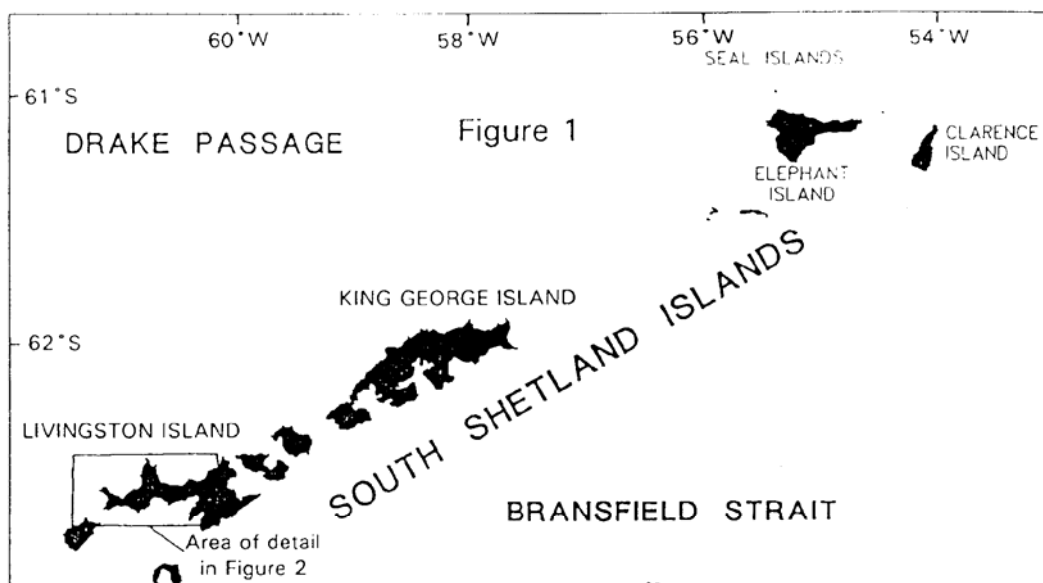 60°W 58°W 56°W 54°W
SEAL ISLANDS
61°S
DRAKE PASSAGE
Figure 1
CLARENCE
ISLAND
ELEPHANT
ISLAND
KING GEORGE ISLAND
62°S
SOUTH SHETLAND ISLANDS
LIVINGSTON ISLAND
BRANSFIELD STRAIT
Area of detail
in Figure 2